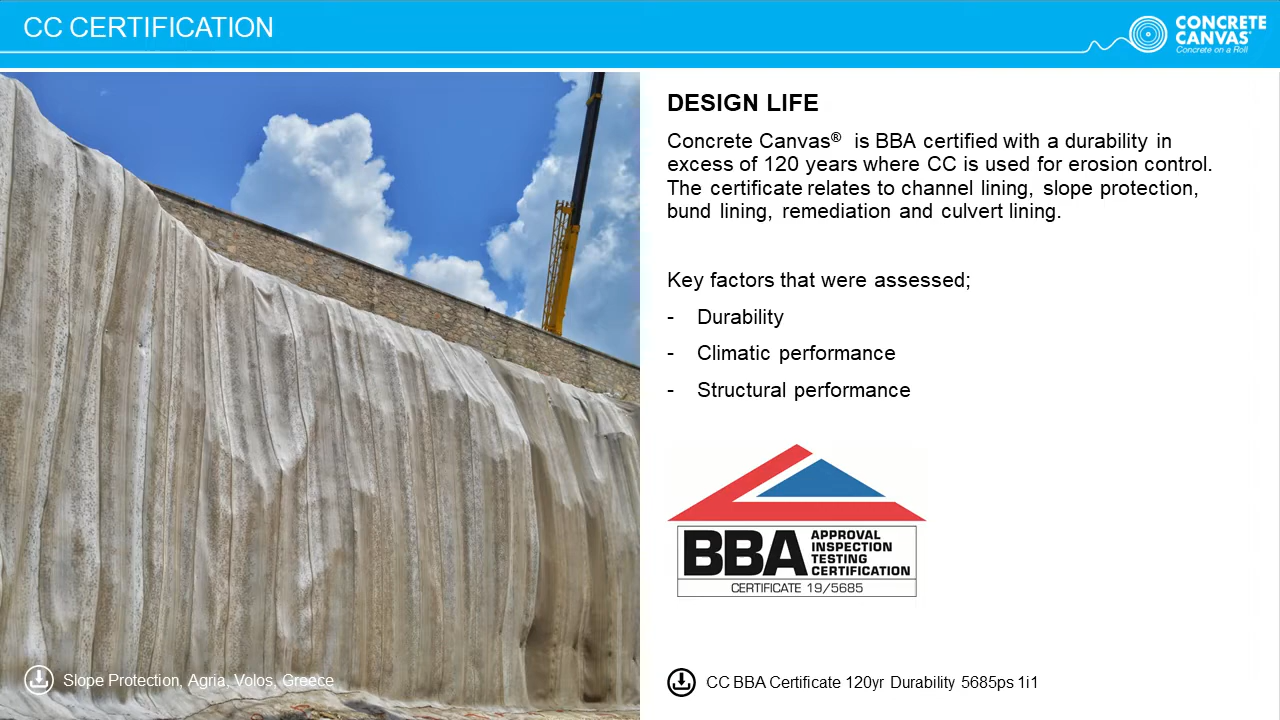 CC CERTIFICATION
CONCRETE
CANVAS®
Concrete on a Roll
DESIGN LIFE
Concrete Canvas® is BBA certified with a durability in
excess of 120 years where CC is used for erosion control.
The certificate relates to channel lining, slope protection,
bund lining, remediation and culvert lining.
Key factors that were assessed;
- Durability
- Climatic performance
- Structural performance
BBA
APPROVAL
INSPECTION
TESTING
CERTIFICATION
CERTIFICATE 19/5685
Slope Protection, Agria, Volos, Greece
CC BBA Certificate 120yr Durability 5685ps 1i1